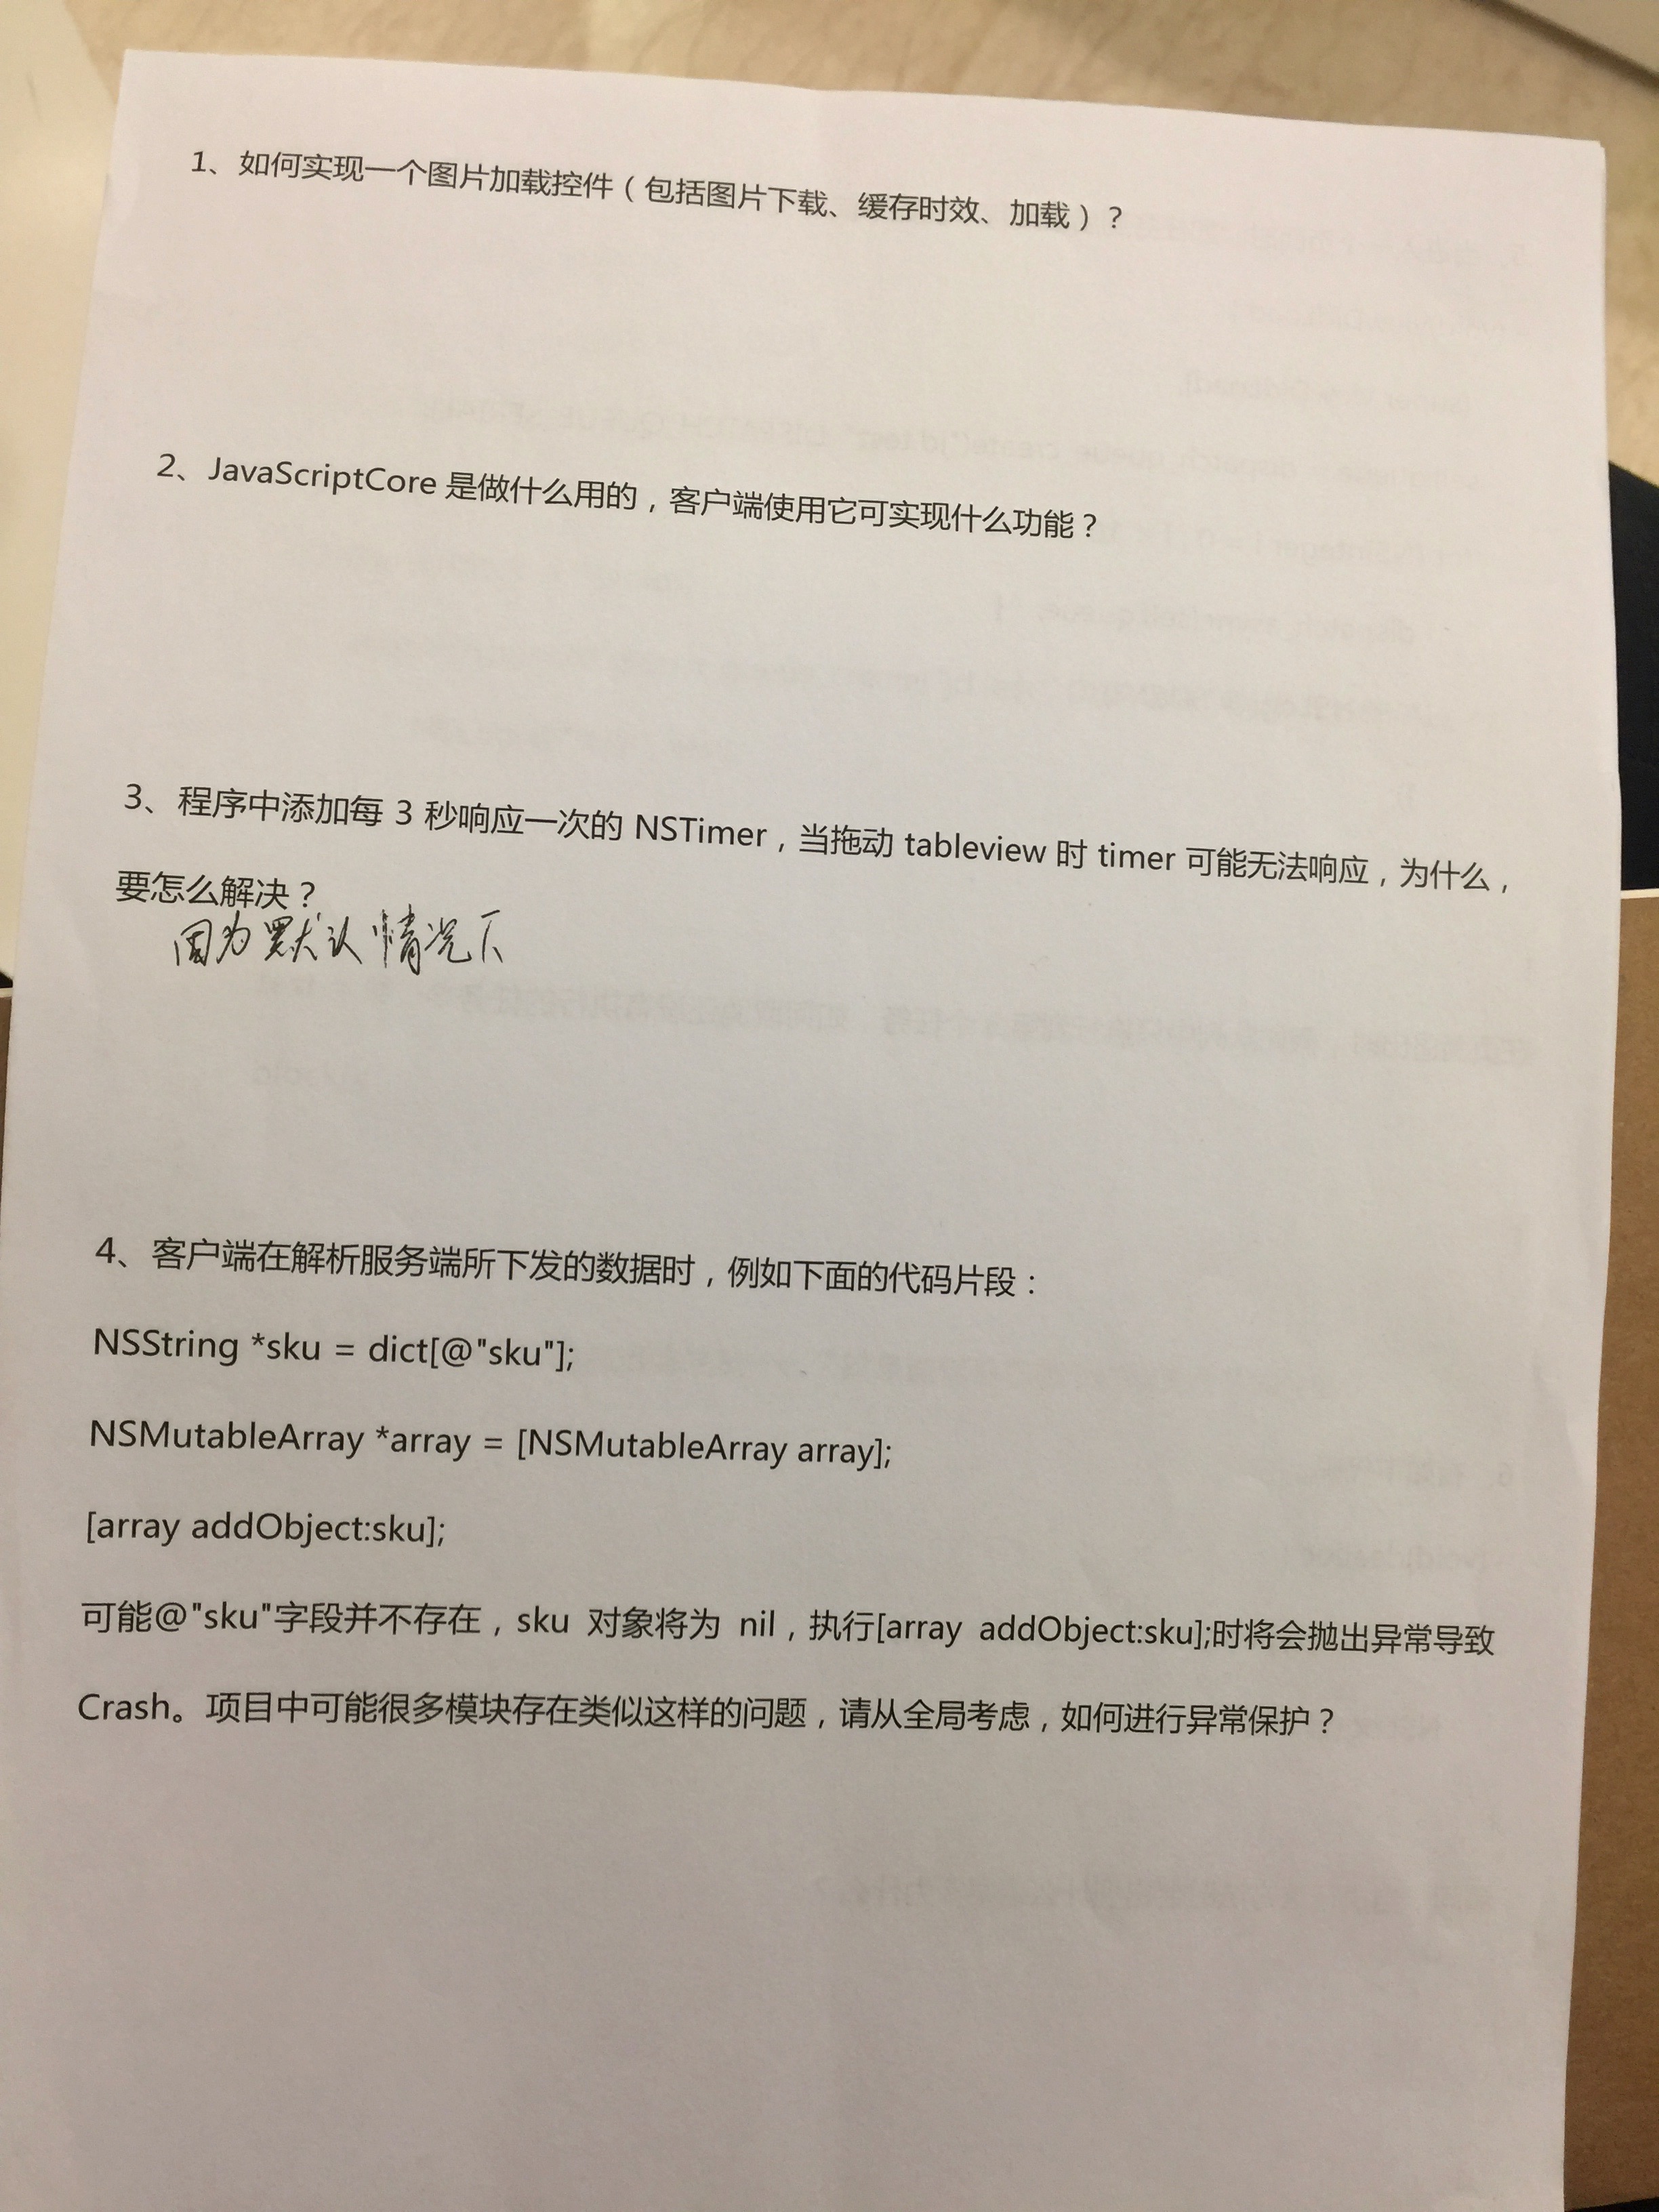 1、如何实现一个图片加载控件（包括图片下载、缓存时效、加载）？
2、JavaScriptCore 是做什么用的，客户端使用它可实现什么功能？
3、程序中添加每 3 秒响应一次的 NSTimer，当拖动 tableview 时 timer 可能无法响应，为什么，
要怎么解决？
因为默认情况下
4、客户端在解析服务端所下发的数据时，例如下面的代码片段：
NSString *sku = dict[@"sku"];
NSMutableArray *array = [NSMutableArray array];
[array addObject:sku];
可能@"sku"字段并不存在，sku 对象将为 nil，执行[array addObject:sku];时将会抛出异常导致
Crash。项目中可能很多模块存在类似这样的问题，请从全局考虑，如何进行异常保护？